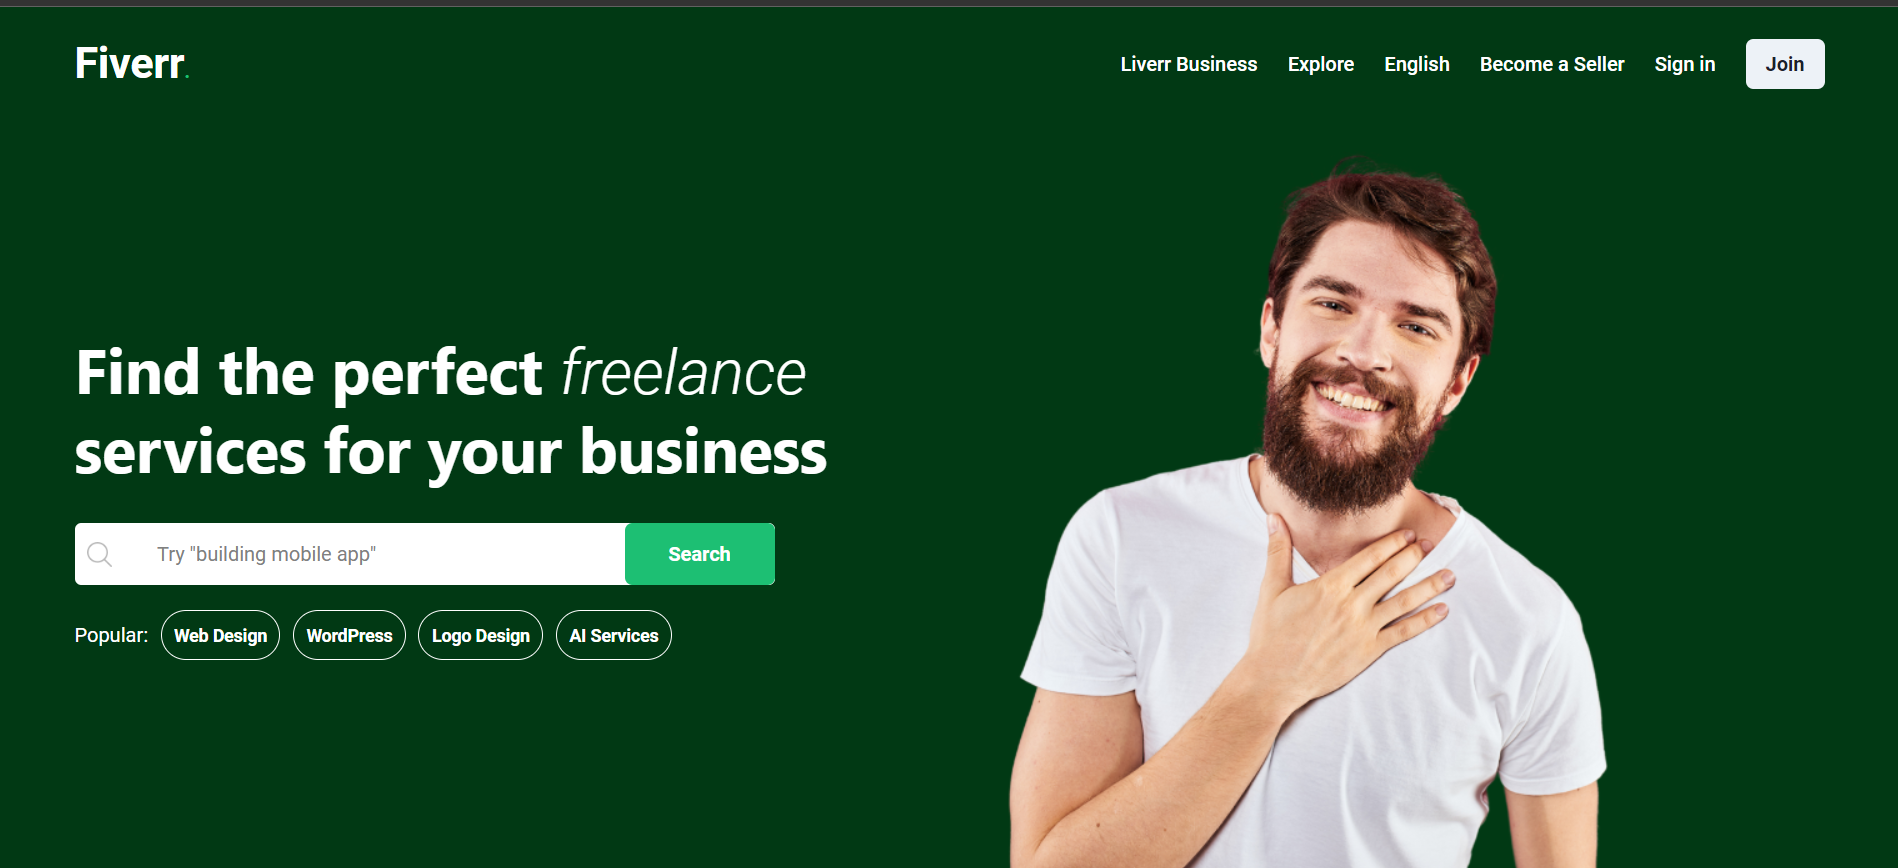 Fiverr.
Liverr Business Explore English Become a Seller Sign in Join
Find the perfect freelance
services for your business
Try "building mobile app" Search
Popular: Web Design WordPress Logo Design AI Services